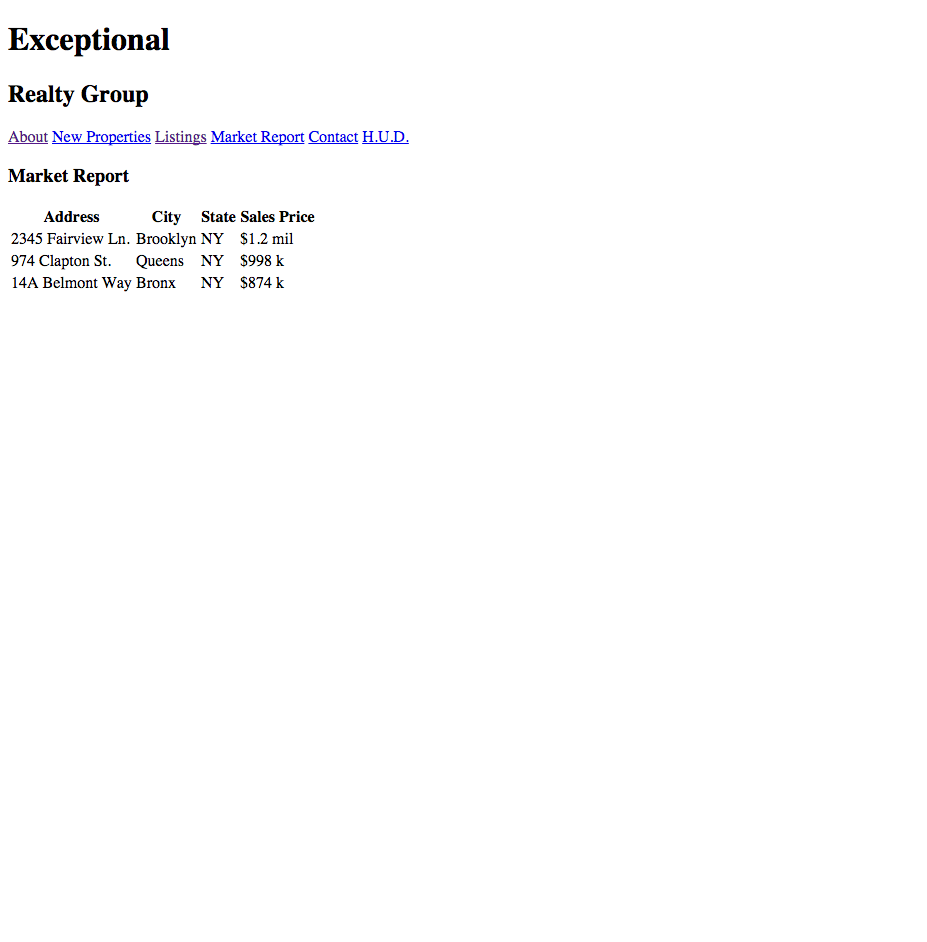 Exceptional
Realty Group
About New Properties Listings Market Report Contact H.U.D.
Market Report
Address City State Sales Price
2345 Fairview Ln. Brooklyn NY $1.2 mil
974 Clapton St. Queens NY $998 k
14A Belmont Way Bronx NY $874 k